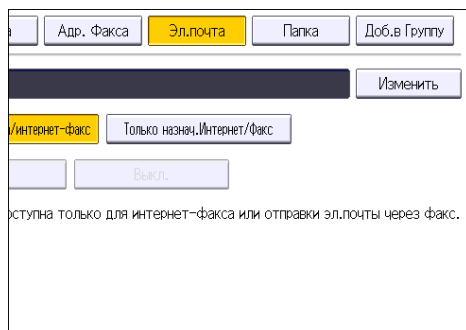 а Адр. Факса Эл.почта Папка Доб.в Группу
Изменить
/интернет-факс Только назнач.Интернет/Факс
Выкл.
оступна только для интернет-факса или отправки эл.почты через факс.